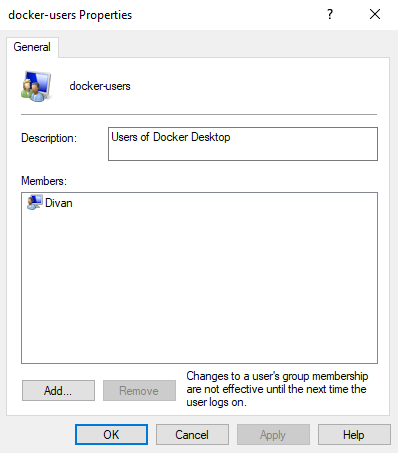 docker-users Properties
?
General
docker-users
Description:
Users of Docker Desktop
Members:
Divan
Add...
Remove
Changes to a user's group membership
are not effective until the next time the
user logs on.
OK
Cancel
Apply
Help